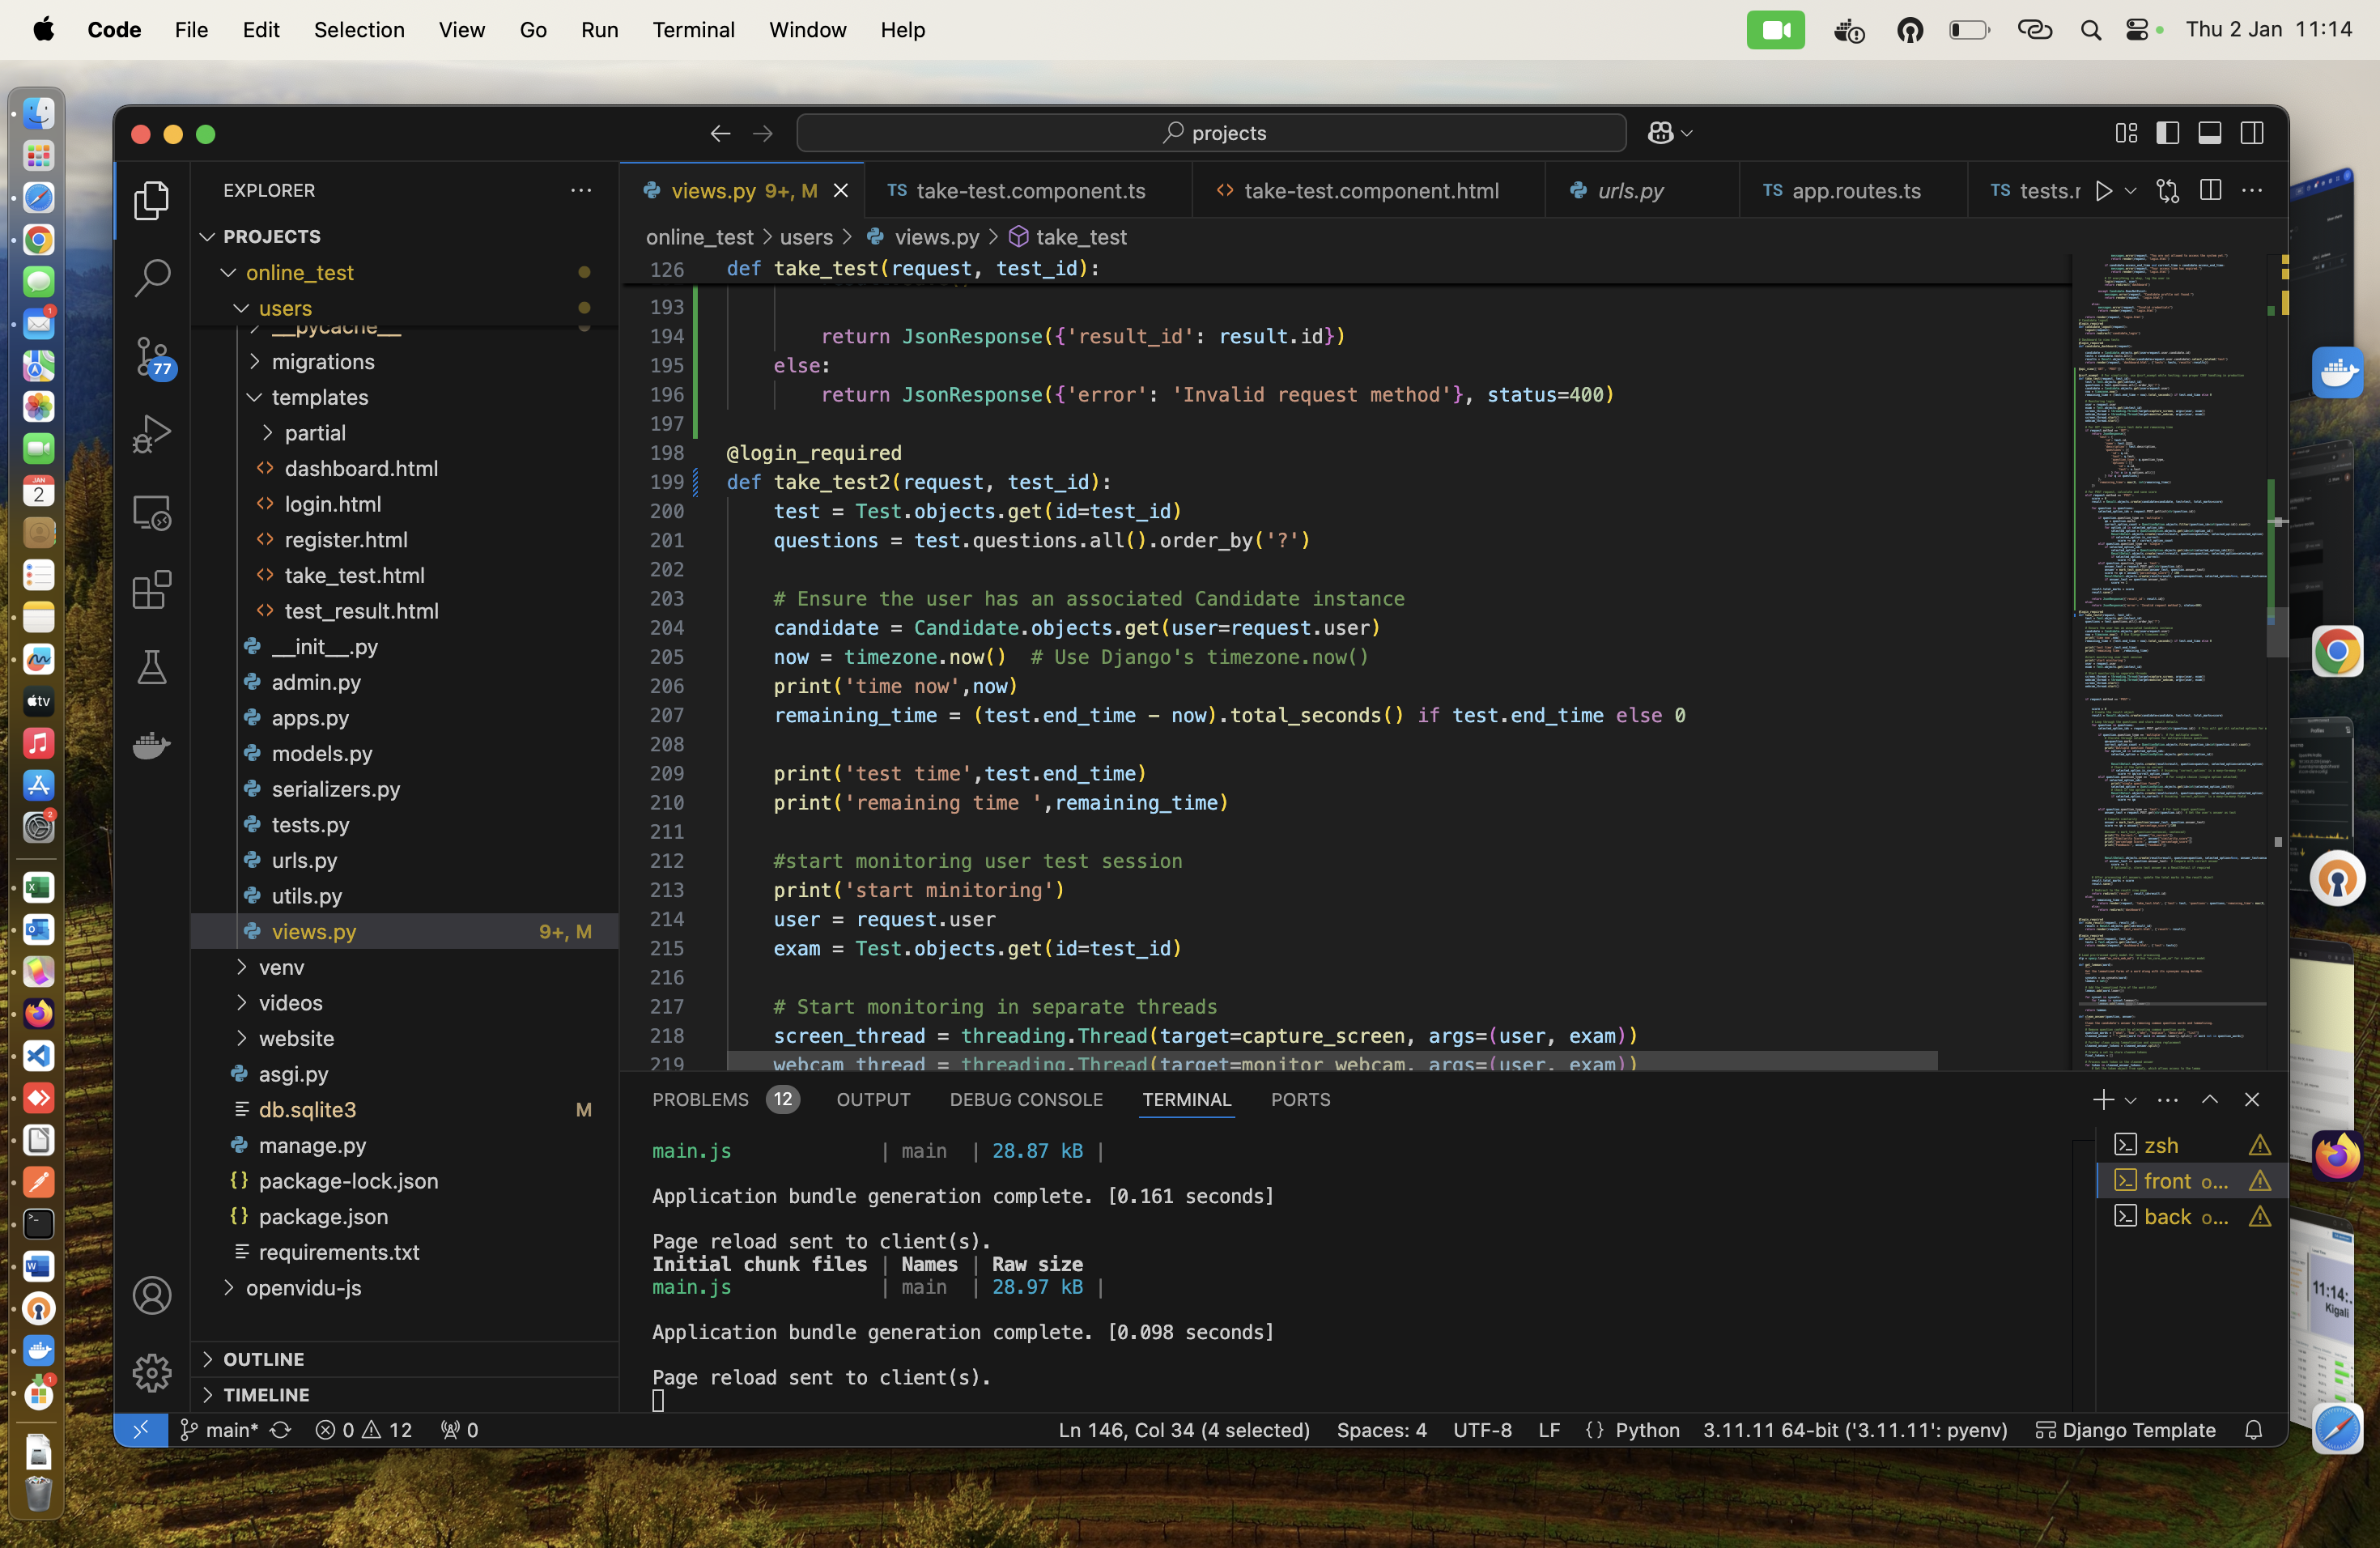 Code File Edit Selection View Go Run Terminal Window Help
Thu 2 Jan 11:14
projects
EXPLORER
PROJECTS
online_test
users
__pycache__
migrations
templates
partial
dashboard.html
login.html
register.html
take_test.html
test_result.html
__init__.py
admin.py
apps.py
models.py
serializers.py
tests.py
urls.py
utils.py
views.py 9+, M
venv
videos
website
asgi.py
db.sqlite3 M
manage.py
package-lock.json
package.json
requirements.txt
openvidu-js
OUTLINE
TIMELINE
77
views.py 9+, M
TS take-test.component.ts
take-test.component.html
urls.py
TS app.routes.ts
TS tests.r
online_test > users > views.py > take_test
126 def take_test(request, test_id):
193
194 return JsonResponse({'result_id': result.id})
195 else:
196 return JsonResponse({'error': 'Invalid request method'}, status=400)
197
198 @login_required
199 def take_test2(request, test_id):
200 test = Test.objects.get(id=test_id)
201 questions = test.questions.all().order_by('?')
202
203 # Ensure the user has an associated Candidate instance
204 candidate = Candidate.objects.get(user=request.user)
205 now = timezone.now() # Use Django's timezone.now()
206 print('time now',now)
207 remaining_time = (test.end_time - now).total_seconds() if test.end_time else 0
208
209 print('test time',test.end_time)
210 print('remaining time ',remaining_time)
211
212 #start monitoring user test session
213 print('start minitoring')
214 user = request.user
215 exam = Test.objects.get(id=test_id)
216
217 # Start monitoring in separate threads
218 screen_thread = threading.Thread(target=capture_screen, args=(user, exam))
219 webcam_thread = threading.Thread(target=monitor_webcam, args=(user, exam))
PROBLEMS 12 OUTPUT DEBUG CONSOLE TERMINAL PORTS
main.js | main | 28.87 kB |
Application bundle generation complete. [0.161 seconds]
Page reload sent to client(s).
Initial chunk files | Names | Raw size
main.js | main | 28.97 kB |
Application bundle generation complete. [0.098 seconds]
Page reload sent to client(s).
zsh
front o...
back o...
main* 0 12 0
Ln 146, Col 34 (4 selected) Spaces: 4 UTF-8 LF {} Python 3.11.11 64-bit ('3.11.11': pyenv) Django Template
JAN
2
tv
11:14:
Kigali